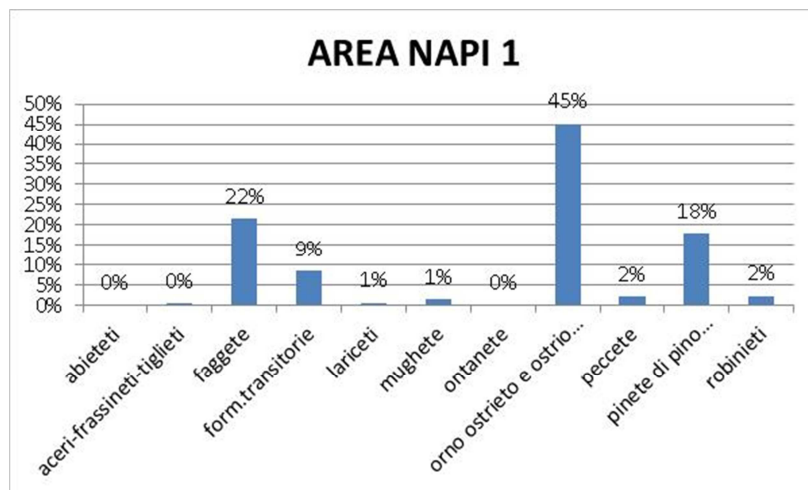 AREA NAPI 1
50%
45%
40%
35%
30%
25%
20%
15%
10%
5%
0%
0%
0%
22%
9%
1%
1%
0%
45%
2%
18%
2%
abieteti
aceri-frassineti-tiglieti
faggete
form.transitorie
lariceti
mughete
ontanete
orno ostrieto e ostrio...
peccete
pinete di pino...
robinieti